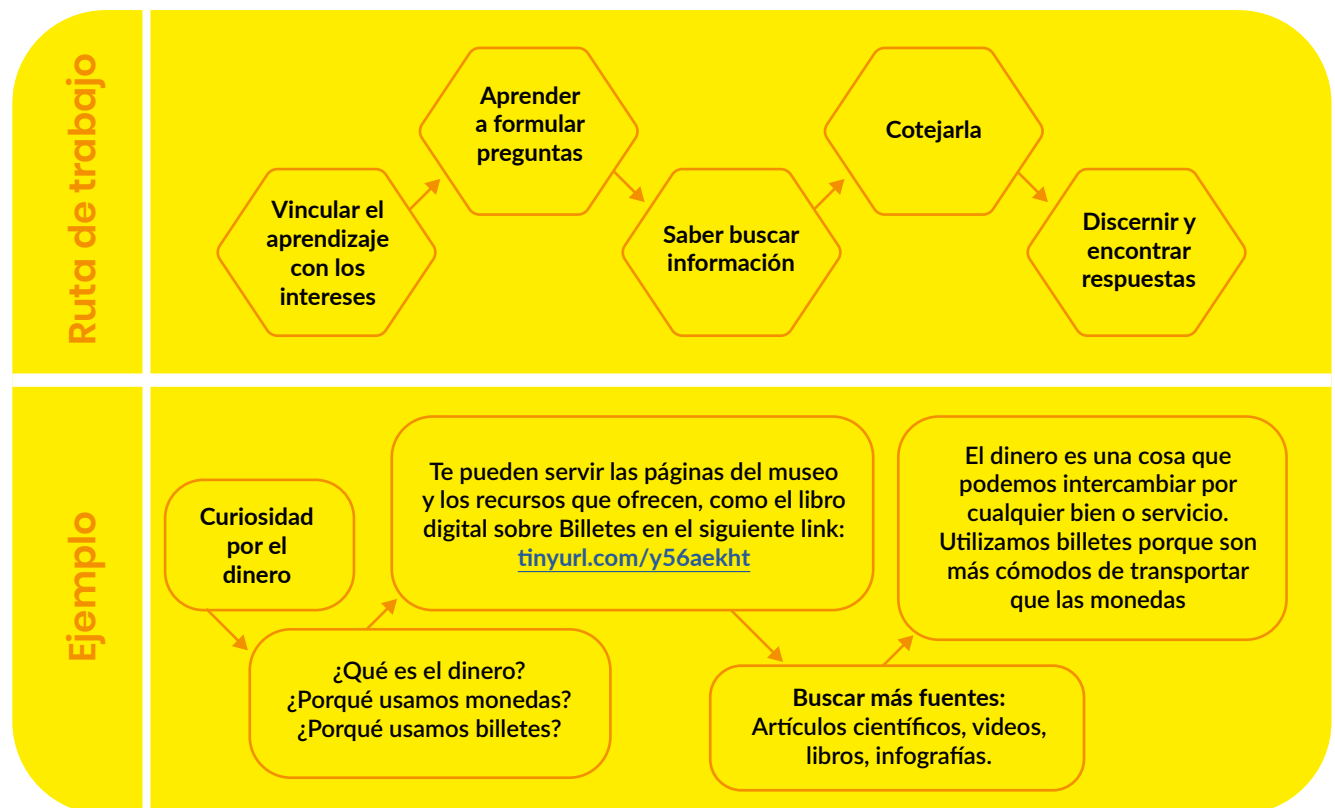 Ruta de trabajo
Vincular el
aprendizaje
con los
intereses
Aprender
a formular
preguntas
Saber buscar
información
Cotejarla
Discernir y
encontrar
respuestas
Ejemplo
Curiosidad
por el
dinero
¿Qué es el dinero?
¿Porqué usamos monedas?
¿Porqué usamos billetes?
Te pueden servir las páginas del museo
y los recursos que ofrecen, como el libro
digital sobre Billetes en el siguiente link:
tinyurl.com/y56aekht
Buscar más fuentes:
Artículos científicos, videos,
libros, infografías.
El dinero es una cosa que
podemos intercambiar por
cualquier bien o servicio.
Utilizamos billetes porque son
más cómodos de transportar
que las monedas